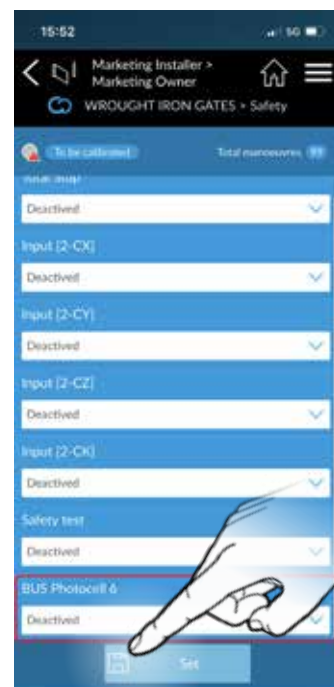 15:52
5G
Marketing Installer >
Marketing Owner
WROUGHT IRON GATES > Safety
To be calibrated
Total manoeuvres
Deactived
Input [2-CX]
Deactived
Input [2-CY]
Deactived
Input [2-CZ]
Deactived
Input [2-CK]
Deactived
Safety test
Deactived
BUS Photocell 6
Deactived
Set